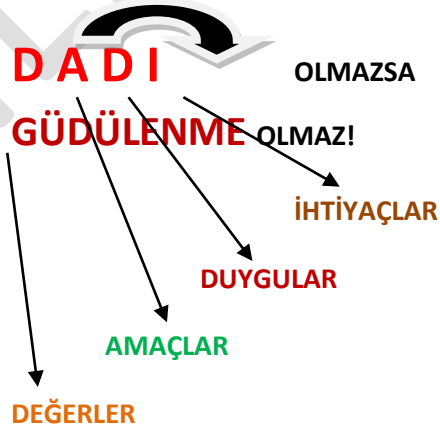 D A D I OLMAZSA
GÜDÜLENME OLMAZ!
İHTİYAÇLAR
DUYGULAR
AMAÇLAR
DEĞERLER